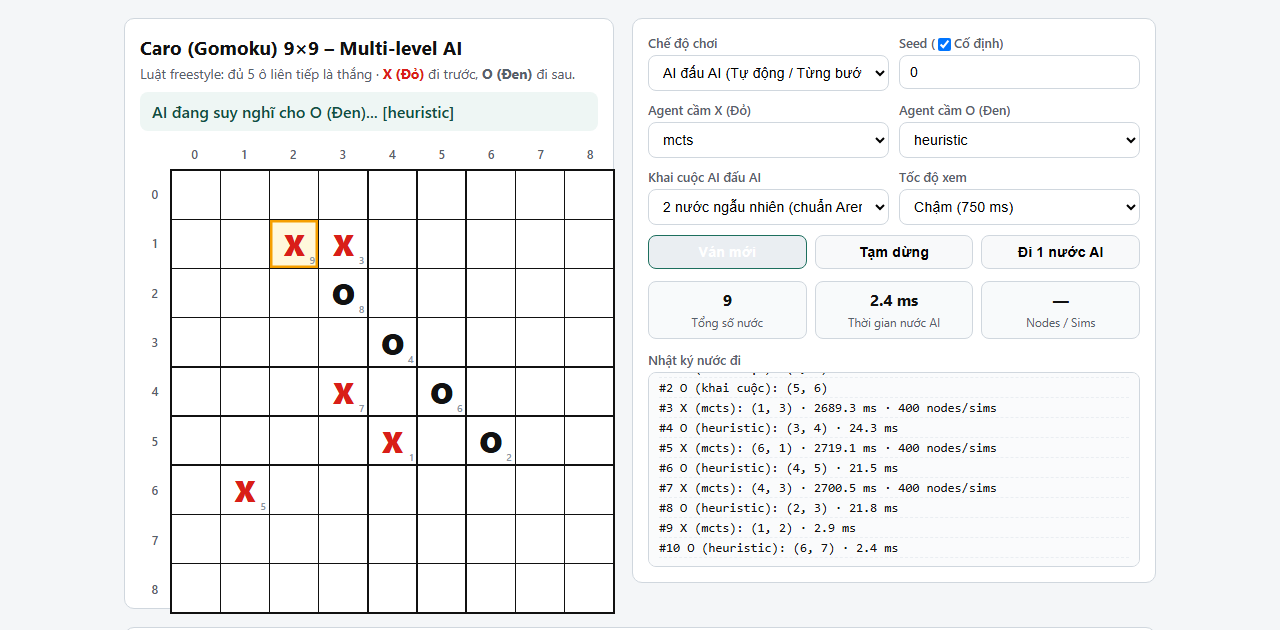 Caro (Gomoku) 9×9 – Multi-level AI
Luật freestyle: đủ 5 ô liên tiếp là thắng · X (Đỏ) đi trước, O (Đen) đi sau.
AI đang suy nghĩ cho O (Đen)... [heuristic]
0 1 2 3 4 5 6 7 8
0
1 X 9 X 3
2 O 8
3 O 4
4 X 7 O 6
5 X 1 O 2
6 X 5
7
8
Chế độ chơi
AI đấu AI (Tự động / Từng bướ
Seed ( Cố định)
0
Agent cầm X (Đỏ)
mcts
Agent cầm O (Đen)
heuristic
Khai cuộc AI đấu AI
2 nước ngẫu nhiên (chuẩn Arer
Tốc độ xem
Chậm (750 ms)
Ván mới
Tạm dừng
Đi 1 nước AI
9
Tổng số nước
2.4 ms
Thời gian nước AI
—
Nodes / Sims
Nhật ký nước đi
#2 O (khai cuộc): (5, 6)
#3 X (mcts): (1, 3) · 2689.3 ms · 400 nodes/sims
#4 O (heuristic): (3, 4) · 24.3 ms
#5 X (mcts): (6, 1) · 2719.1 ms · 400 nodes/sims
#6 O (heuristic): (4, 5) · 21.5 ms
#7 X (mcts): (4, 3) · 2700.5 ms · 400 nodes/sims
#8 O (heuristic): (2, 3) · 21.8 ms
#9 X (mcts): (1, 2) · 2.9 ms
#10 O (heuristic): (6, 7) · 2.4 ms